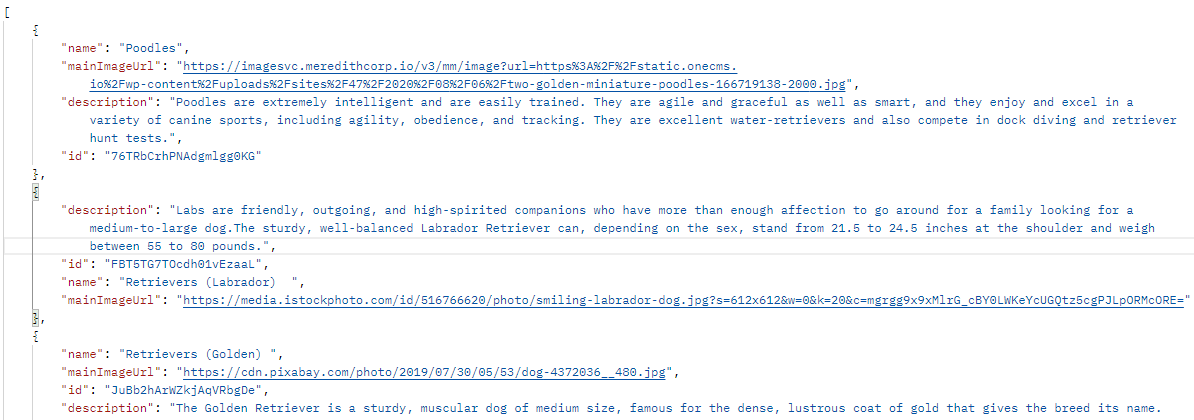 [
{
"name": "Poodles",
"mainImageUrl": "https://imagesvc.meredithcorp.io/v3/mm/image?url=https%3A%2F%2Fstatic.onecms.
io%2Fwp-content%2Fuploads%2Fsites%2F47%2F2020%2F08%2F06%2Ftwo-golden-miniature-poodles-166719138-2000.jpg",
"description": "Poodles are extremely intelligent and are easily trained. They are agile and graceful as well as smart, and they enjoy and excel in a
variety of canine sports, including agility, obedience, and tracking. They are excellent water-retrievers and also compete in dock diving and retriever
hunt tests.",
"id": "76TRbCrhPNAdgmlgg0KG"
},
{
"description": "Labs are friendly, outgoing, and high-spirited companions who have more than enough affection to go around for a family looking for a
medium-to-large dog.The sturdy, well-balanced Labrador Retriever can, depending on the sex, stand from 21.5 to 24.5 inches at the shoulder and weigh
between 55 to 80 pounds.",
"id": "FBT5TG7TOcdh01vEzaaL",
"name": "Retrievers (Labrador)  ",
"mainImageUrl": "https://media.istockphoto.com/id/516766620/photo/smiling-labrador-dog.jpg?s=612x612&w=0&k=20&c=mgrgg9x9xMlrG_cBY0LWKeYcUGQtz5cgPJLpORMcORE="
},
{
"name": "Retrievers (Golden) ",
"mainImageUrl": "https://cdn.pixabay.com/photo/2019/07/30/05/53/dog-4372036__480.jpg",
"id": "JuBb2hArWZkjAqVRbgDe",
"description": "The Golden Retriever is a sturdy, muscular dog of medium size, famous for the dense, lustrous coat of gold that gives the breed its name.